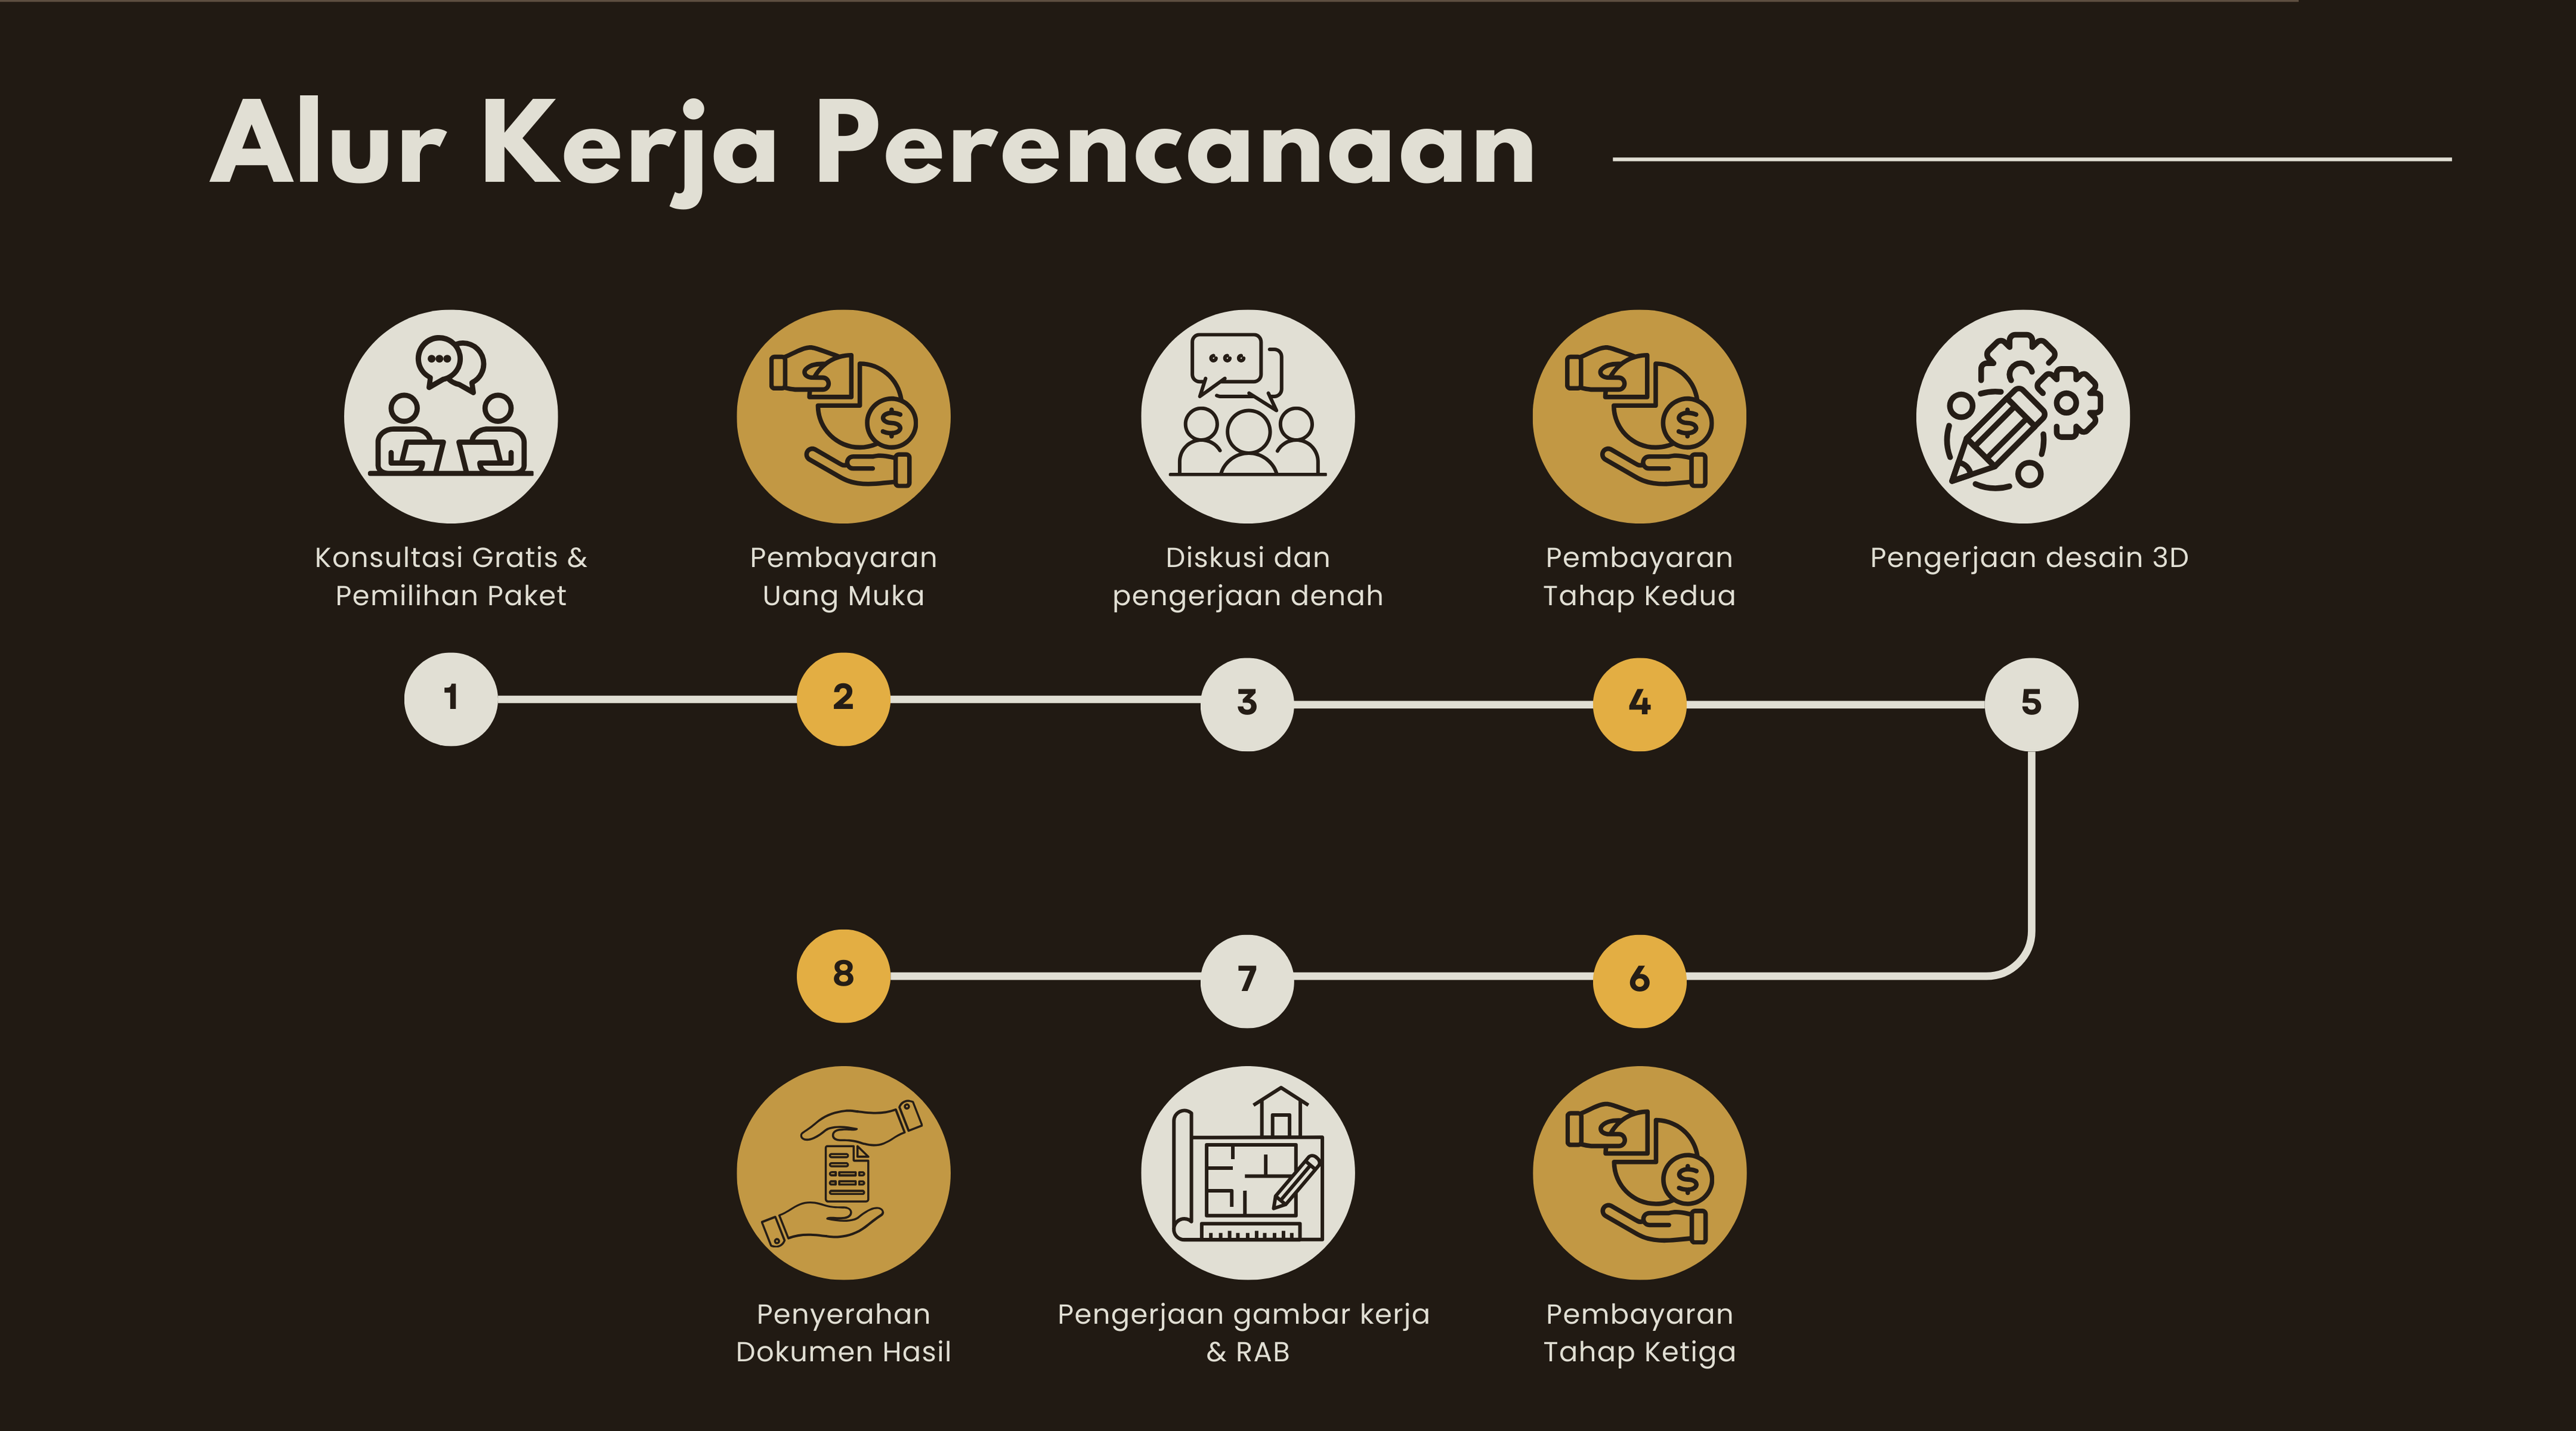 Alur Kerja Perencanaan
Konsultasi Gratis &
Pemilihan Paket
Pembayaran
Uang Muka
Diskusi dan
pengerjaan denah
Pembayaran
Tahap Kedua
Pengerjaan desain 3D
1
2
3
4
5
8
7
6
Penyerahan
Dokumen Hasil
Pengerjaan gambar kerja
& RAB
Pembayaran
Tahap Ketiga